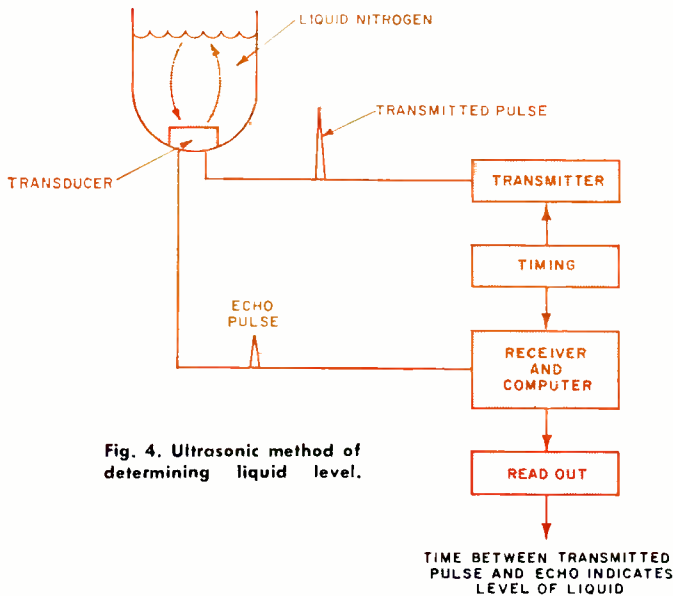 LIQUID NITROGEN
TRANSMITTED PULSE
TRANSDUCER
TRANSMITTER
TIMING
ECHO
PULSE
RECEIVER
AND
COMPUTER
Fig. 4. Ultrasonic method of
determining liquid level.
READ OUT
TIME BETWEEN TRANSMITTED
PULSE AND ECHO INDICATES
LEVEL OF LIQUID